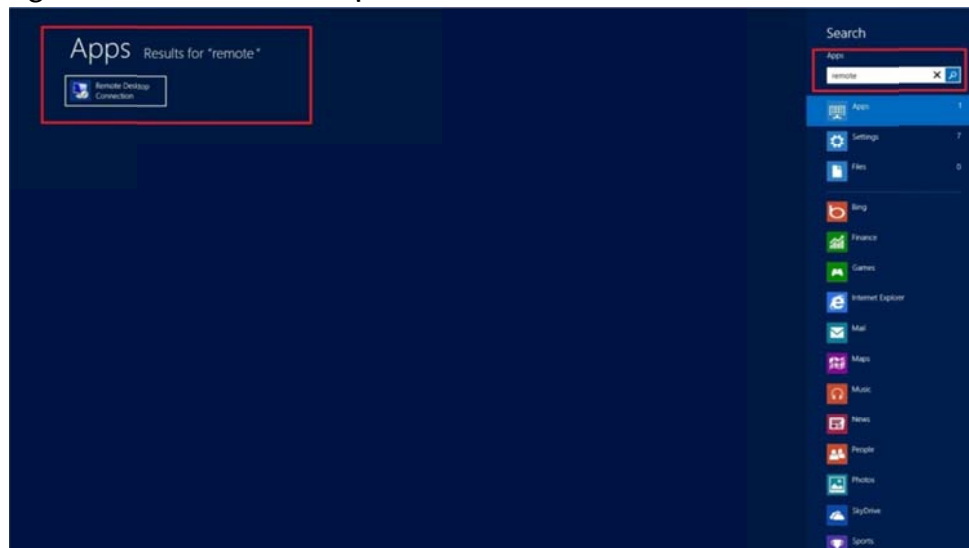 Apps Results for "remote"
Remote Desktop
Connection
Search
Apps
remote
Apps 1
Settings 7
Files 0
Bing
Finance
Games
Internet Explorer
Mail
Maps
Music
News
People
Photos
SkyDrive
Sports